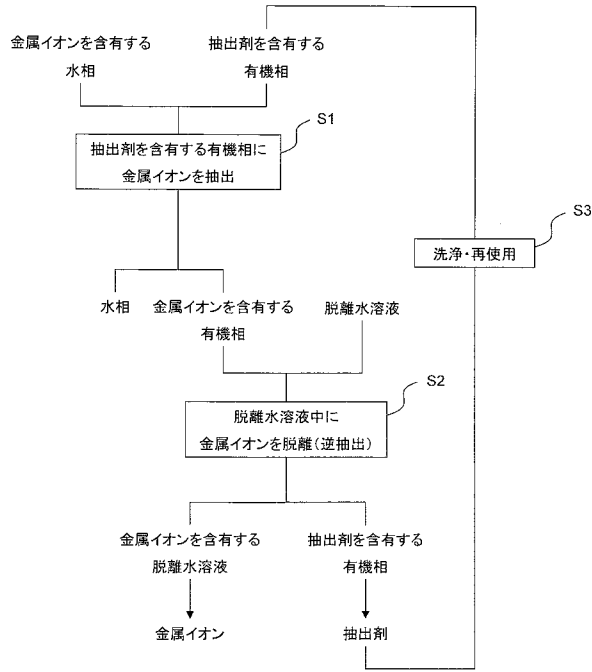 金属イオンを含有する
水相
抽出剤を含有する
有機相
S1
抽出剤を含有する有機相に
金属イオンを抽出
S3
洗浄・再使用
水相
金属イオンを含有する
有機相
脱離水溶液
S2
脱離水溶液中に
金属イオンを脱離(逆抽出)
金属イオンを含有する
脱離水溶液
抽出剤を含有する
有機相
金属イオン
抽出剤